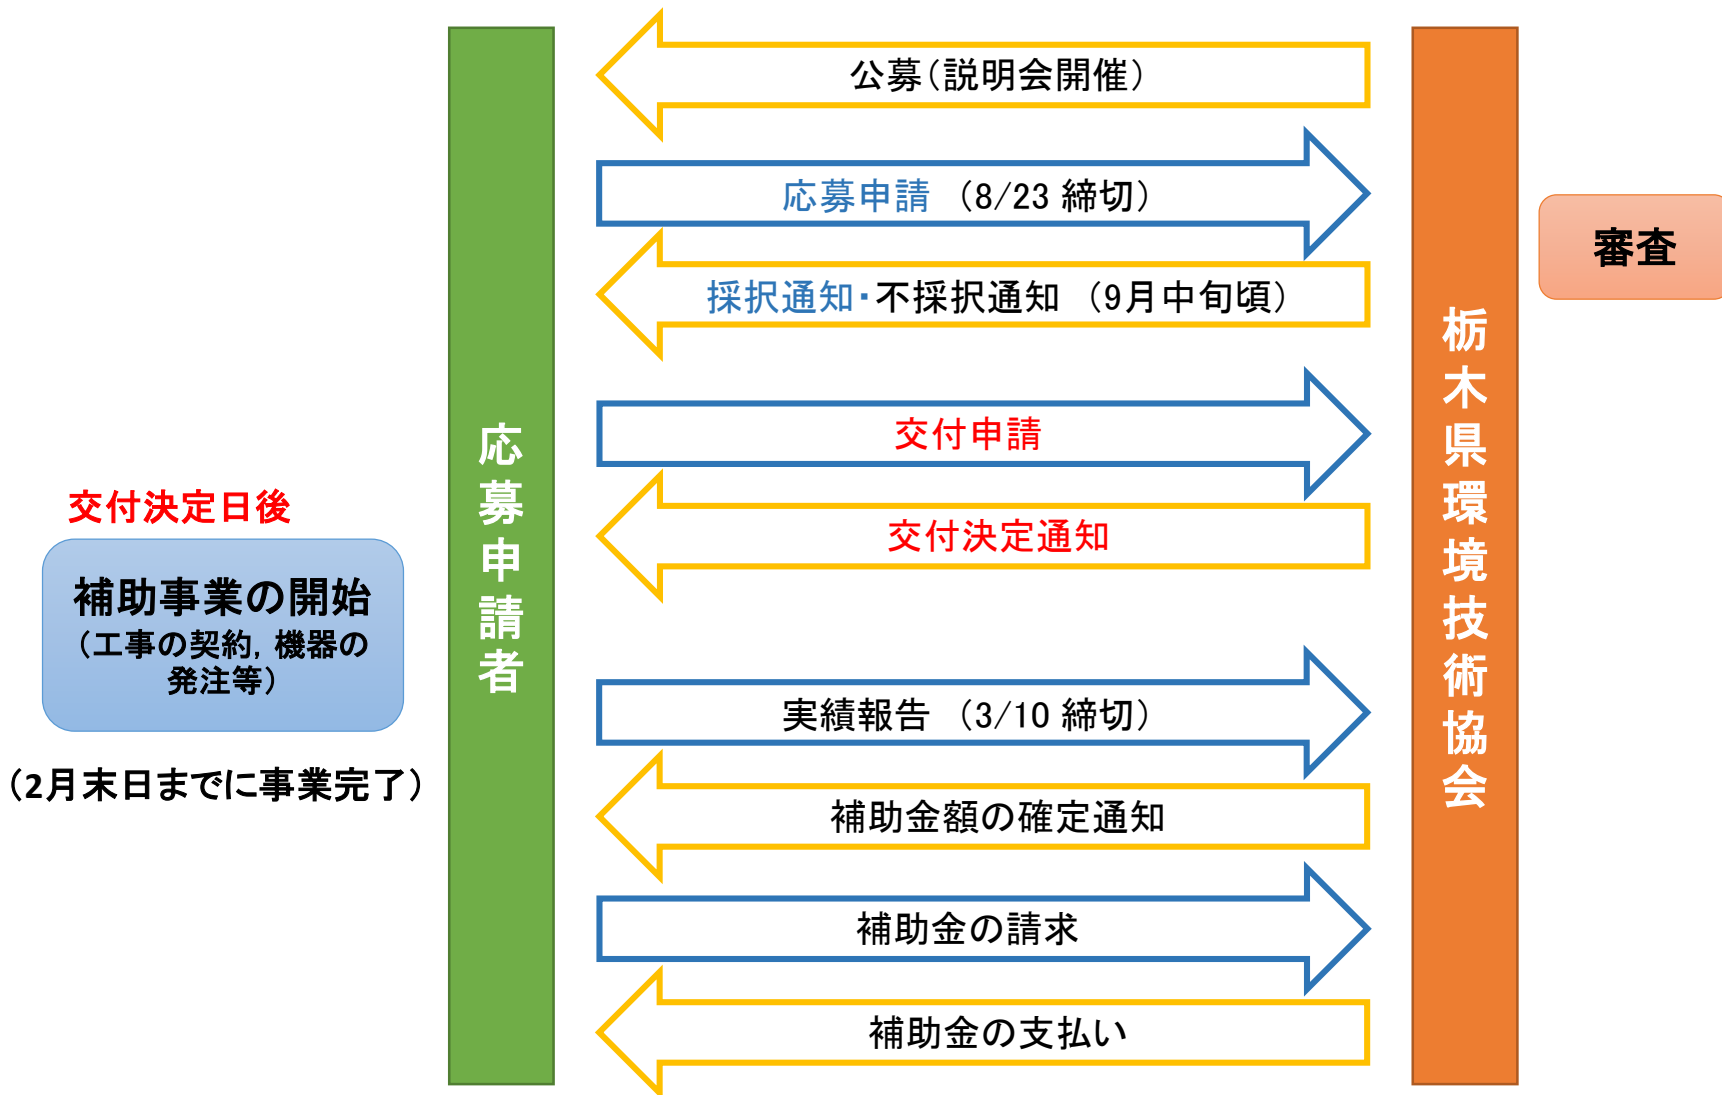 公募（説明会開催）
応募申請 （8/23 締切）
審査
採択通知・不採択通知 （9月中旬頃）
応募申請者
栃木県環境技術協会
交付申請
交付決定日後
交付決定通知
補助事業の開始
（工事の契約，機器の
発注等）
実績報告 （3/10 締切）
（2月末日までに事業完了）
補助金額の確定通知
補助金の請求
補助金の支払い